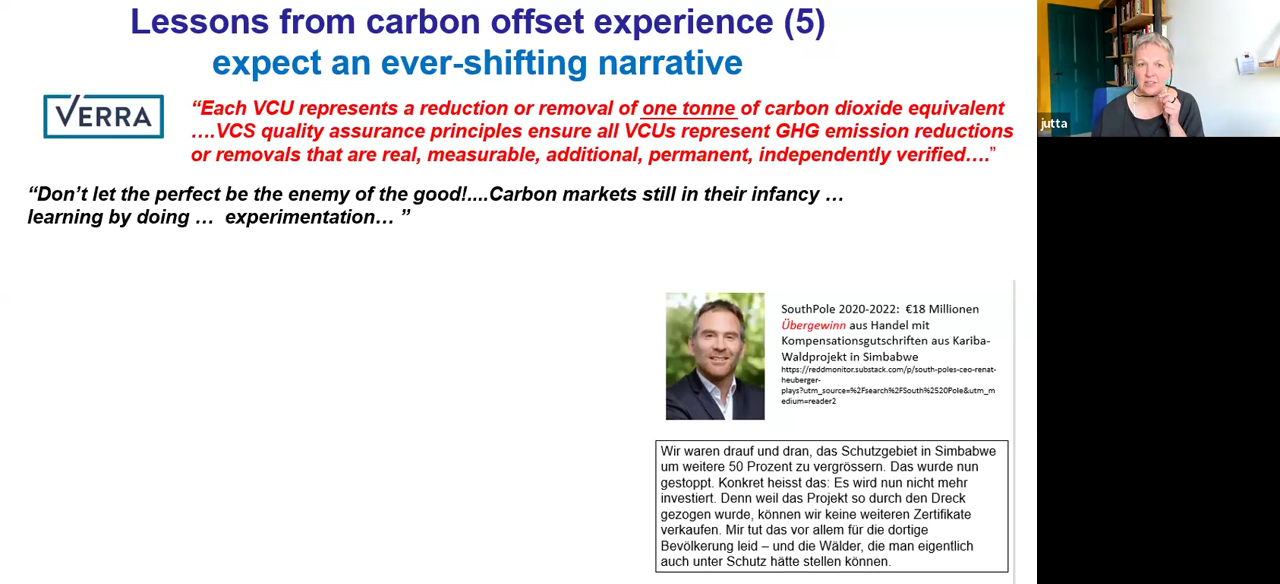 Lessons from carbon offset experience (5)
expect an ever-shifting narrative
VERRA
“Each VCU represents a reduction or removal of one tonne of carbon dioxide equivalent
….VCS quality assurance principles ensure all VCUs represent GHG emission reductions
or removals that are real, measurable, additional, permanent, independently verified….”
“Don’t let the perfect be the enemy of the good!....Carbon markets still in their infancy …
learning by doing … experimentation… ”
SouthPole 2020-2022: €18 Millionen
Übergewinn aus Handel mit
Kompensationsgutschriften aus Kariba-
Waldprojekt in Simbabwe
https://reddmonitor.substack.com/p/south-poles-ceo-renat-
heuberger-
plays?utm_source=%2Fsearch%2FSouth%2520Pole&utm_m
edium=reader2
Wir waren drauf und dran, das Schutzgebiet in Simbabwe
um weitere 50 Prozent zu vergrössern. Das wurde nun
gestoppt. Konkret heisst das: Es wird nun nicht mehr
investiert. Denn weil das Projekt so durch den Dreck
gezogen wurde, können wir keine weiteren Zertifikate
verkaufen. Mir tut das vor allem für die dortige
Bevölkerung leid – und die Wälder, die man eigentlich
auch unter Schutz hätte stellen können.
jutta